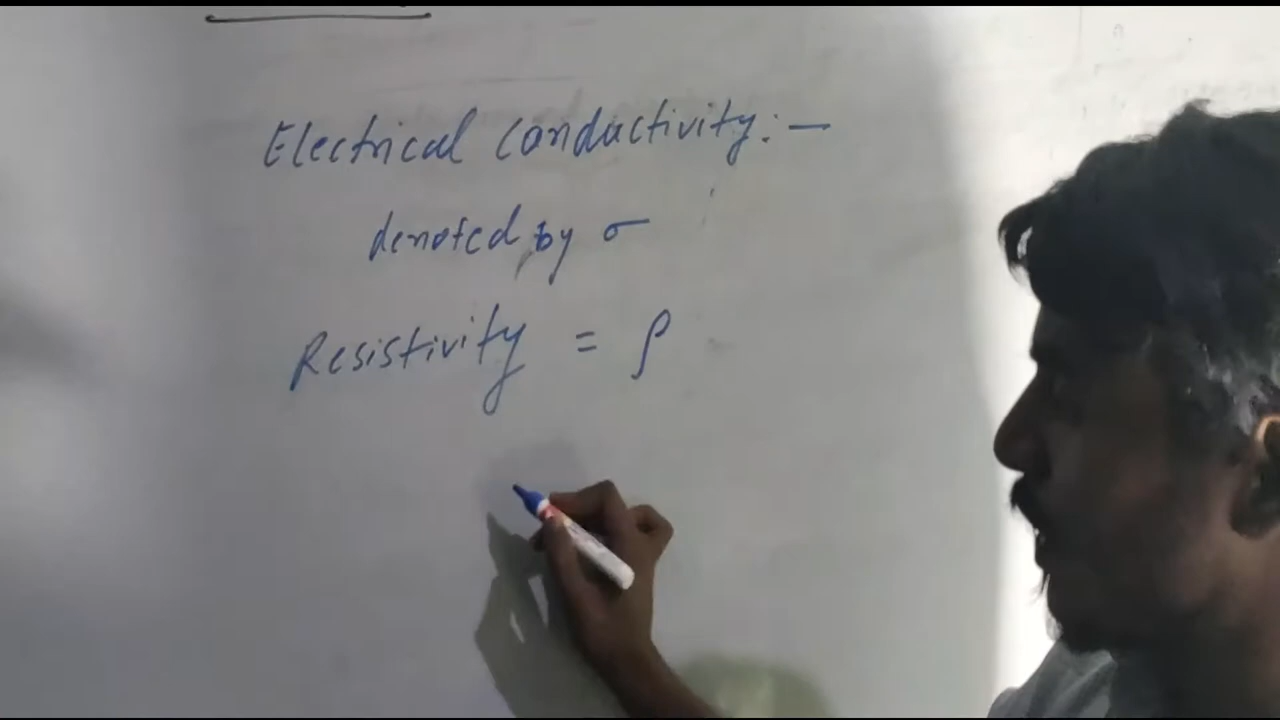 Electrical Conductivity:-
denoted by σ
Resistivity = ρ